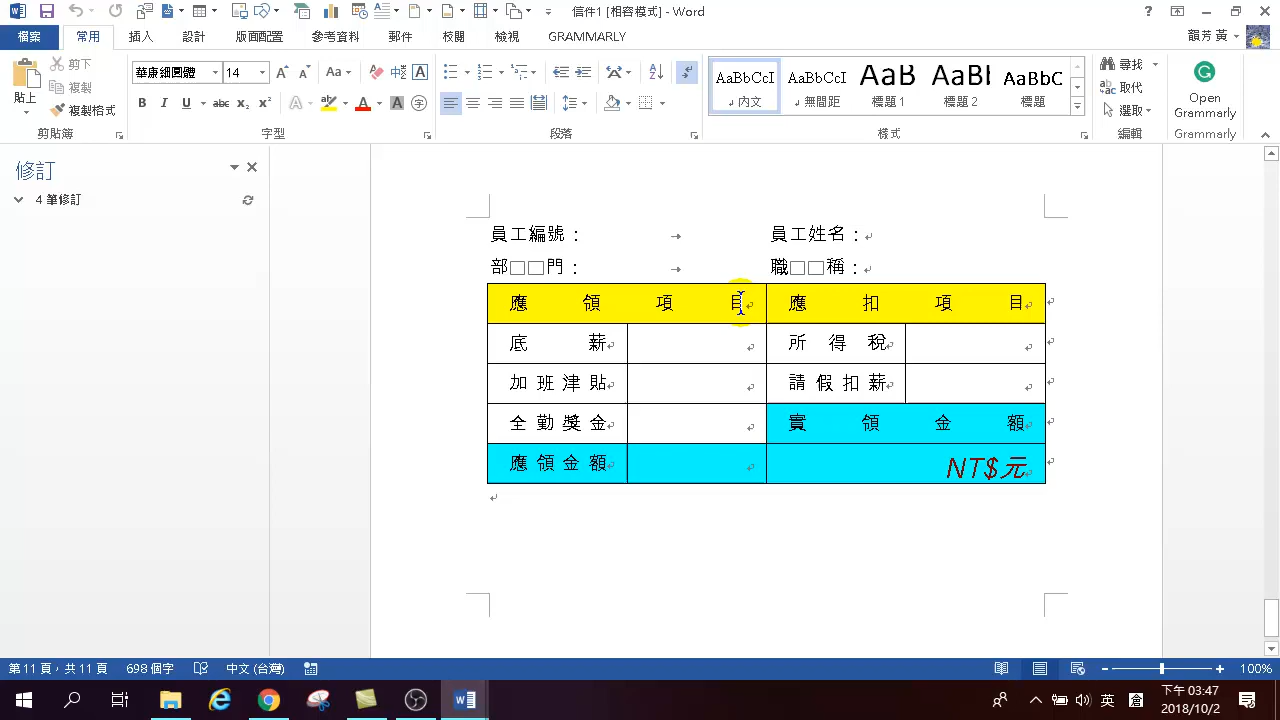 信件1 [相容模式] - Word
檔案 常用 插入 設計 版面配置 參考資料 郵件 校閱 檢視 GRAMMARLY 韻芳 黃
貼上 剪下 複製 複製格式
華康細圓體 14 Aa A
B I U abc x₂ x² A ab A A 字
AaBbCcI AaBbCcI AaB AaBl AaBbC
內文 無間距 標題 1 標題 2 標題
尋找 取代 選取
Open Grammarly
剪貼簿 字型 段落 樣式 編輯 Grammarly
修訂
4 筆修訂
員工編號： 員工姓名：
部□□門： 職□□稱：
應領項目 應扣項目
底薪 所得稅
加班津貼 請假扣薪
全勤獎金 實領金額
應領金額 NT$元
第 11 頁，共 11 頁 698 個字 中文 (台灣) 100%
英 下午 03:47
2018/10/2